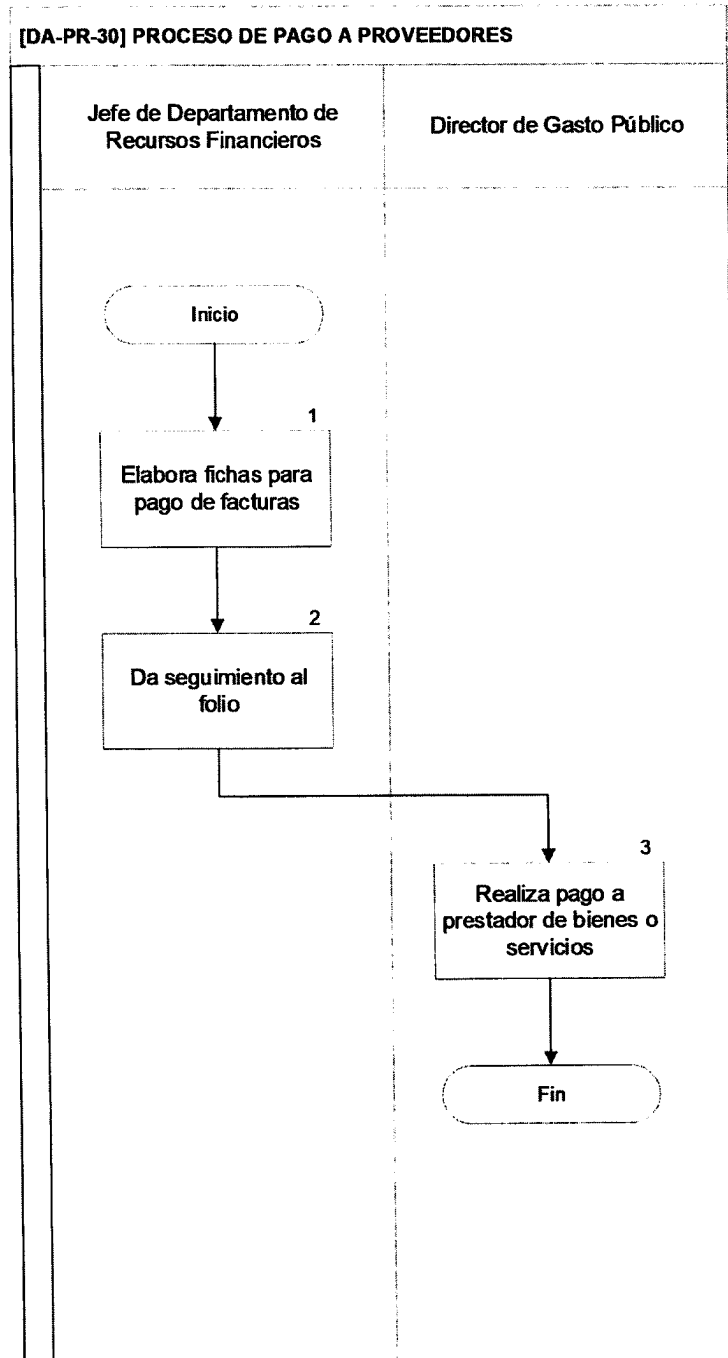 [DA-PR-30] PROCESO DE PAGO A PROVEEDORES
Jefe de Departamento de
Recursos Financieros
Director de Gasto Público
Inicio
1
Elabora fichas para
pago de facturas
2
Da seguimiento al
folio
3
Realiza pago a
prestador de bienes o
servicios
Fin